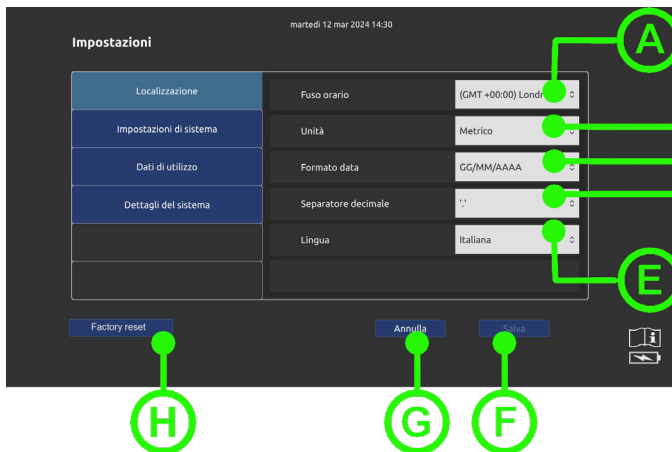 martedì 12 mar 2024 14:30
Impostazioni
A
Localizzazione
Fuso orario
(GMT +00:00) Londr
Impostazioni di sistema
Unità
Metrico
Dati di utilizzo
Formato data
GG/MM/AAAA
Dettagli del sistema
Separatore decimale
'.'
Lingua
Italiana
E
Factory reset
Annulla
Salva
H
G
F